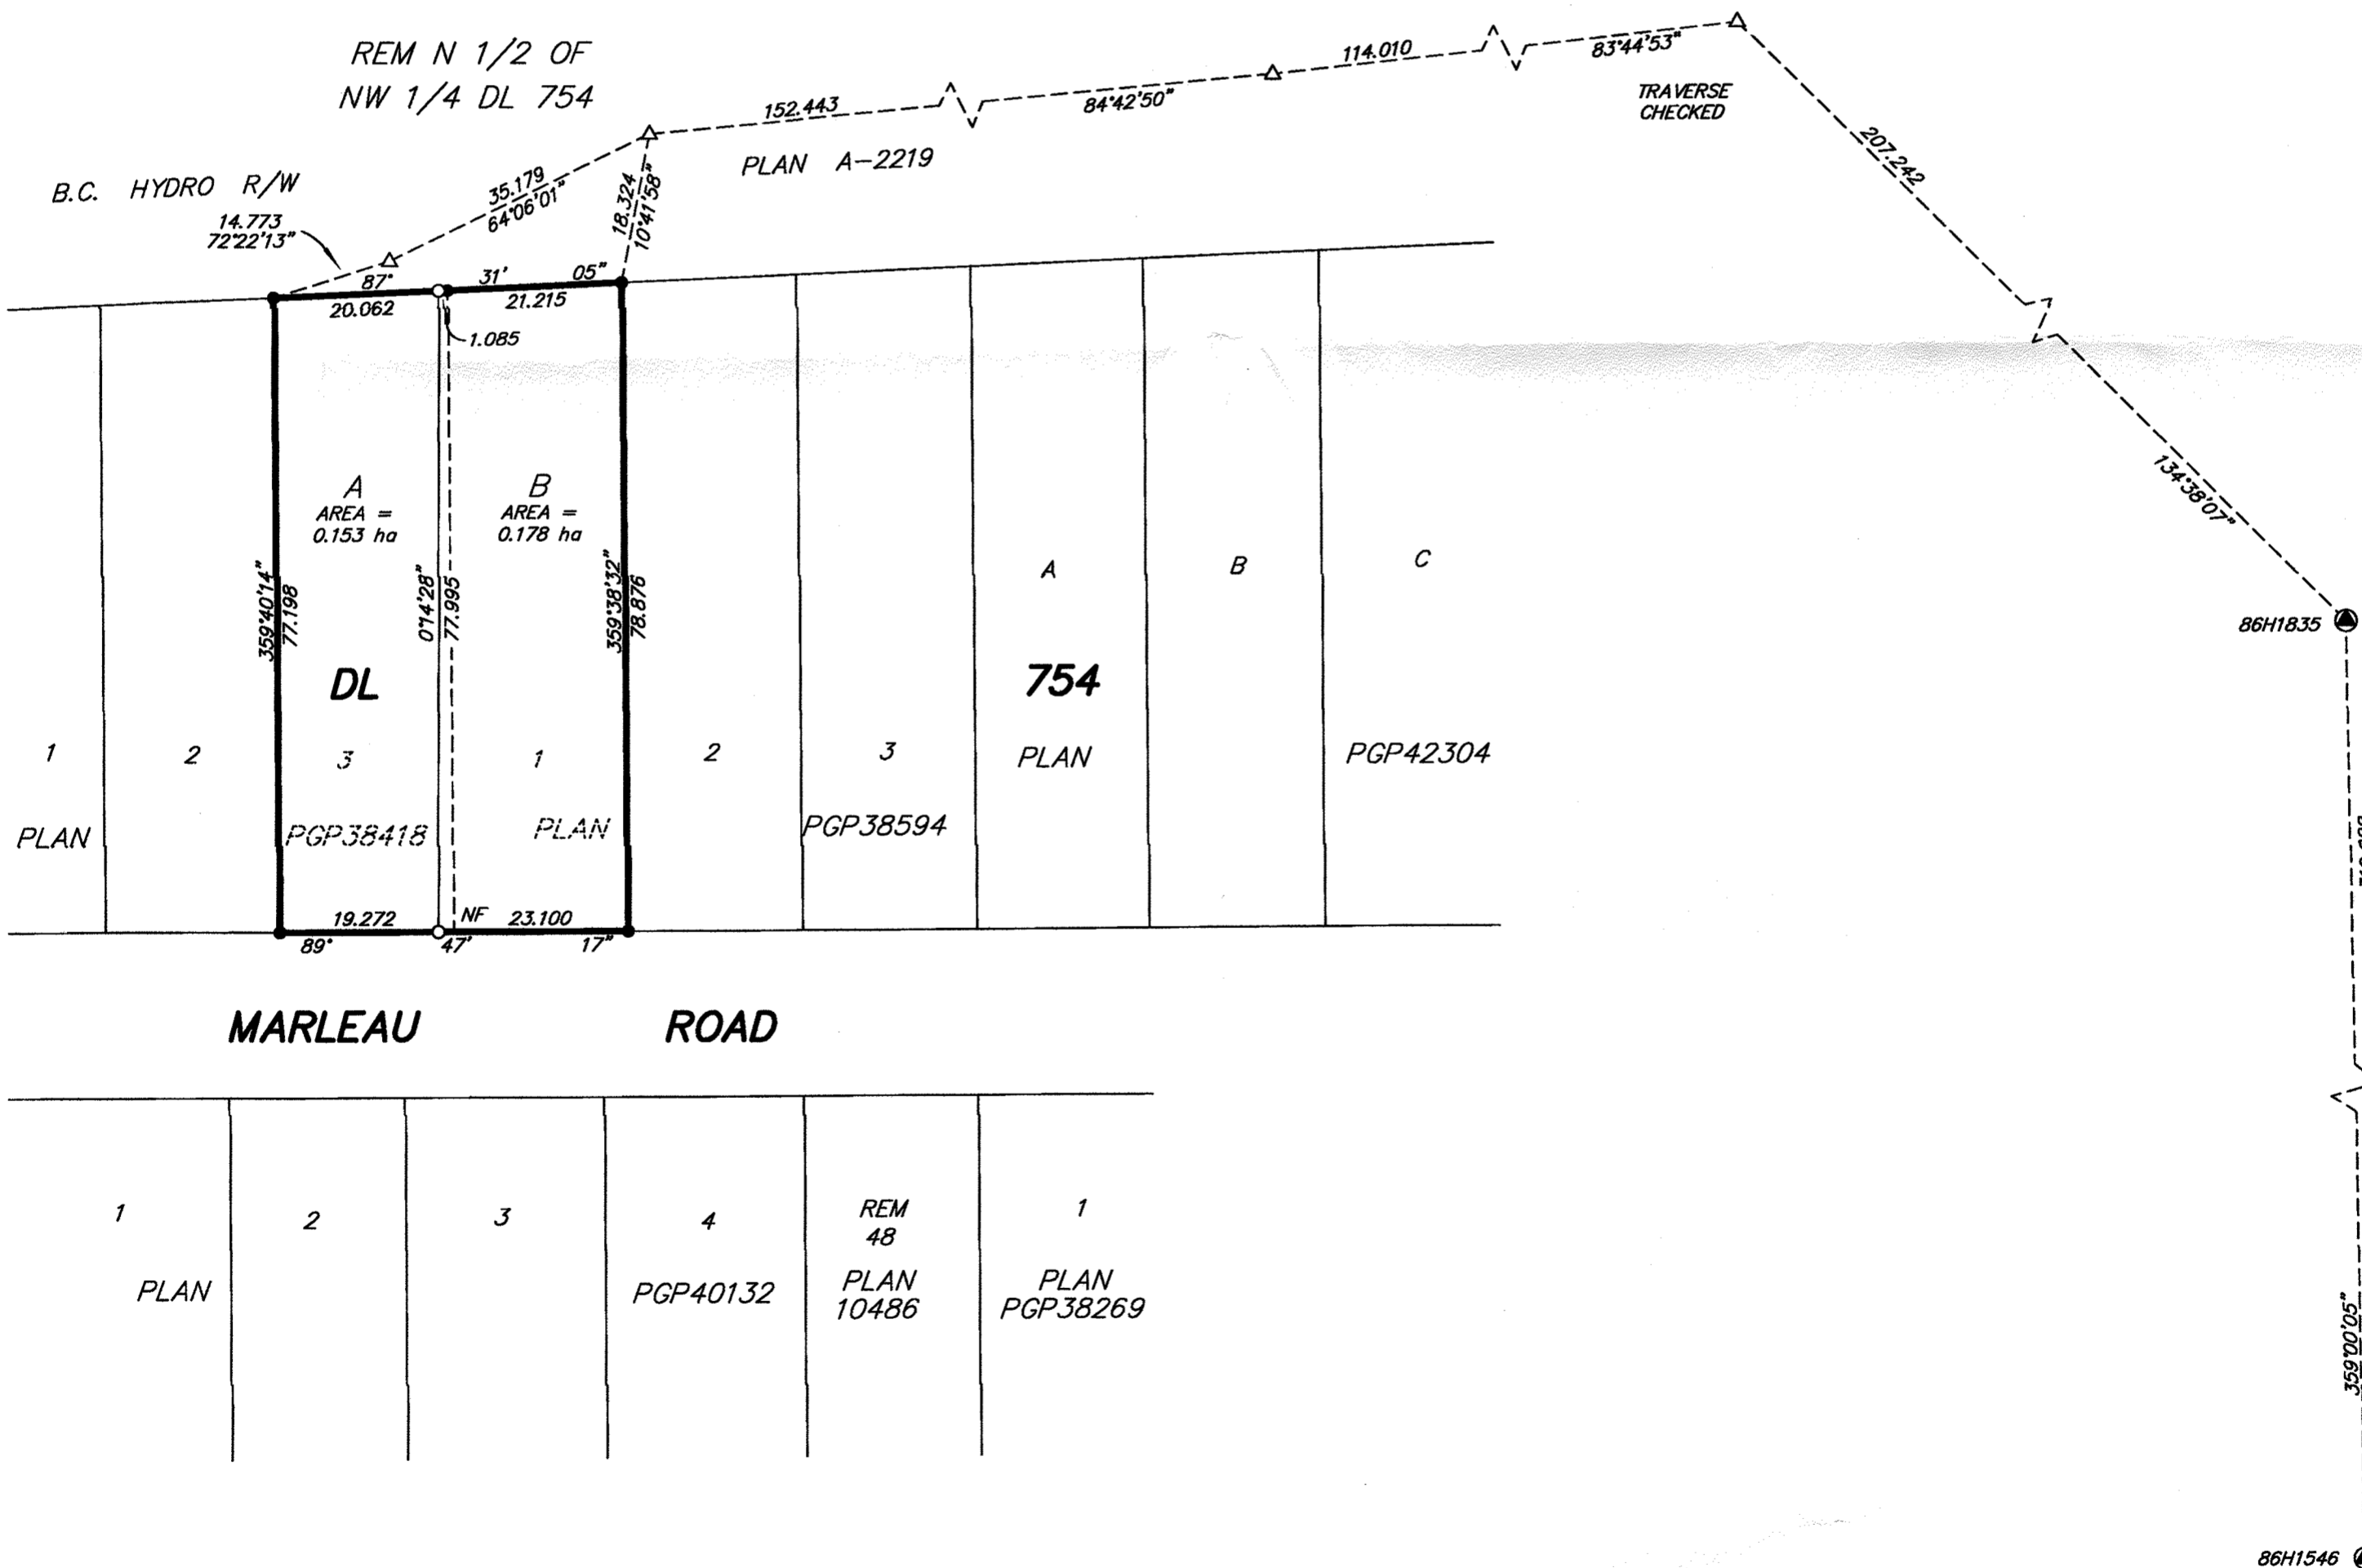 REM N 1/2 OF
NW 1/4 DL 754
114.010
83°44'53"
TRAVERSE
CHECKED
152.443
84°42'50"
PLAN A-2219
207.242
B.C. HYDRO R/W
14.773
72°22'13"
35.179
64°06'01"
18.324
10°41'58"
87° 31' 05"
20.062
21.215
1.085
134°38'07"
A
AREA =
0.153 ha
B
AREA =
0.178 ha
359°40'14"
77.198
0°14'28"
77.995
359°38'32"
78.876
A
B
C
86H1835
DL
754
1
2
3
1
2
3
PLAN
PGP42304
PLAN
PGP38418
PLAN
PGP38594
19.272
NF
23.100
89° 47' 17"
MARLEAU ROAD
1
2
3
4
REM
48
PLAN
10486
1
PLAN
PGP38269
PLAN
PGP40132
359°00'05"
86H1546